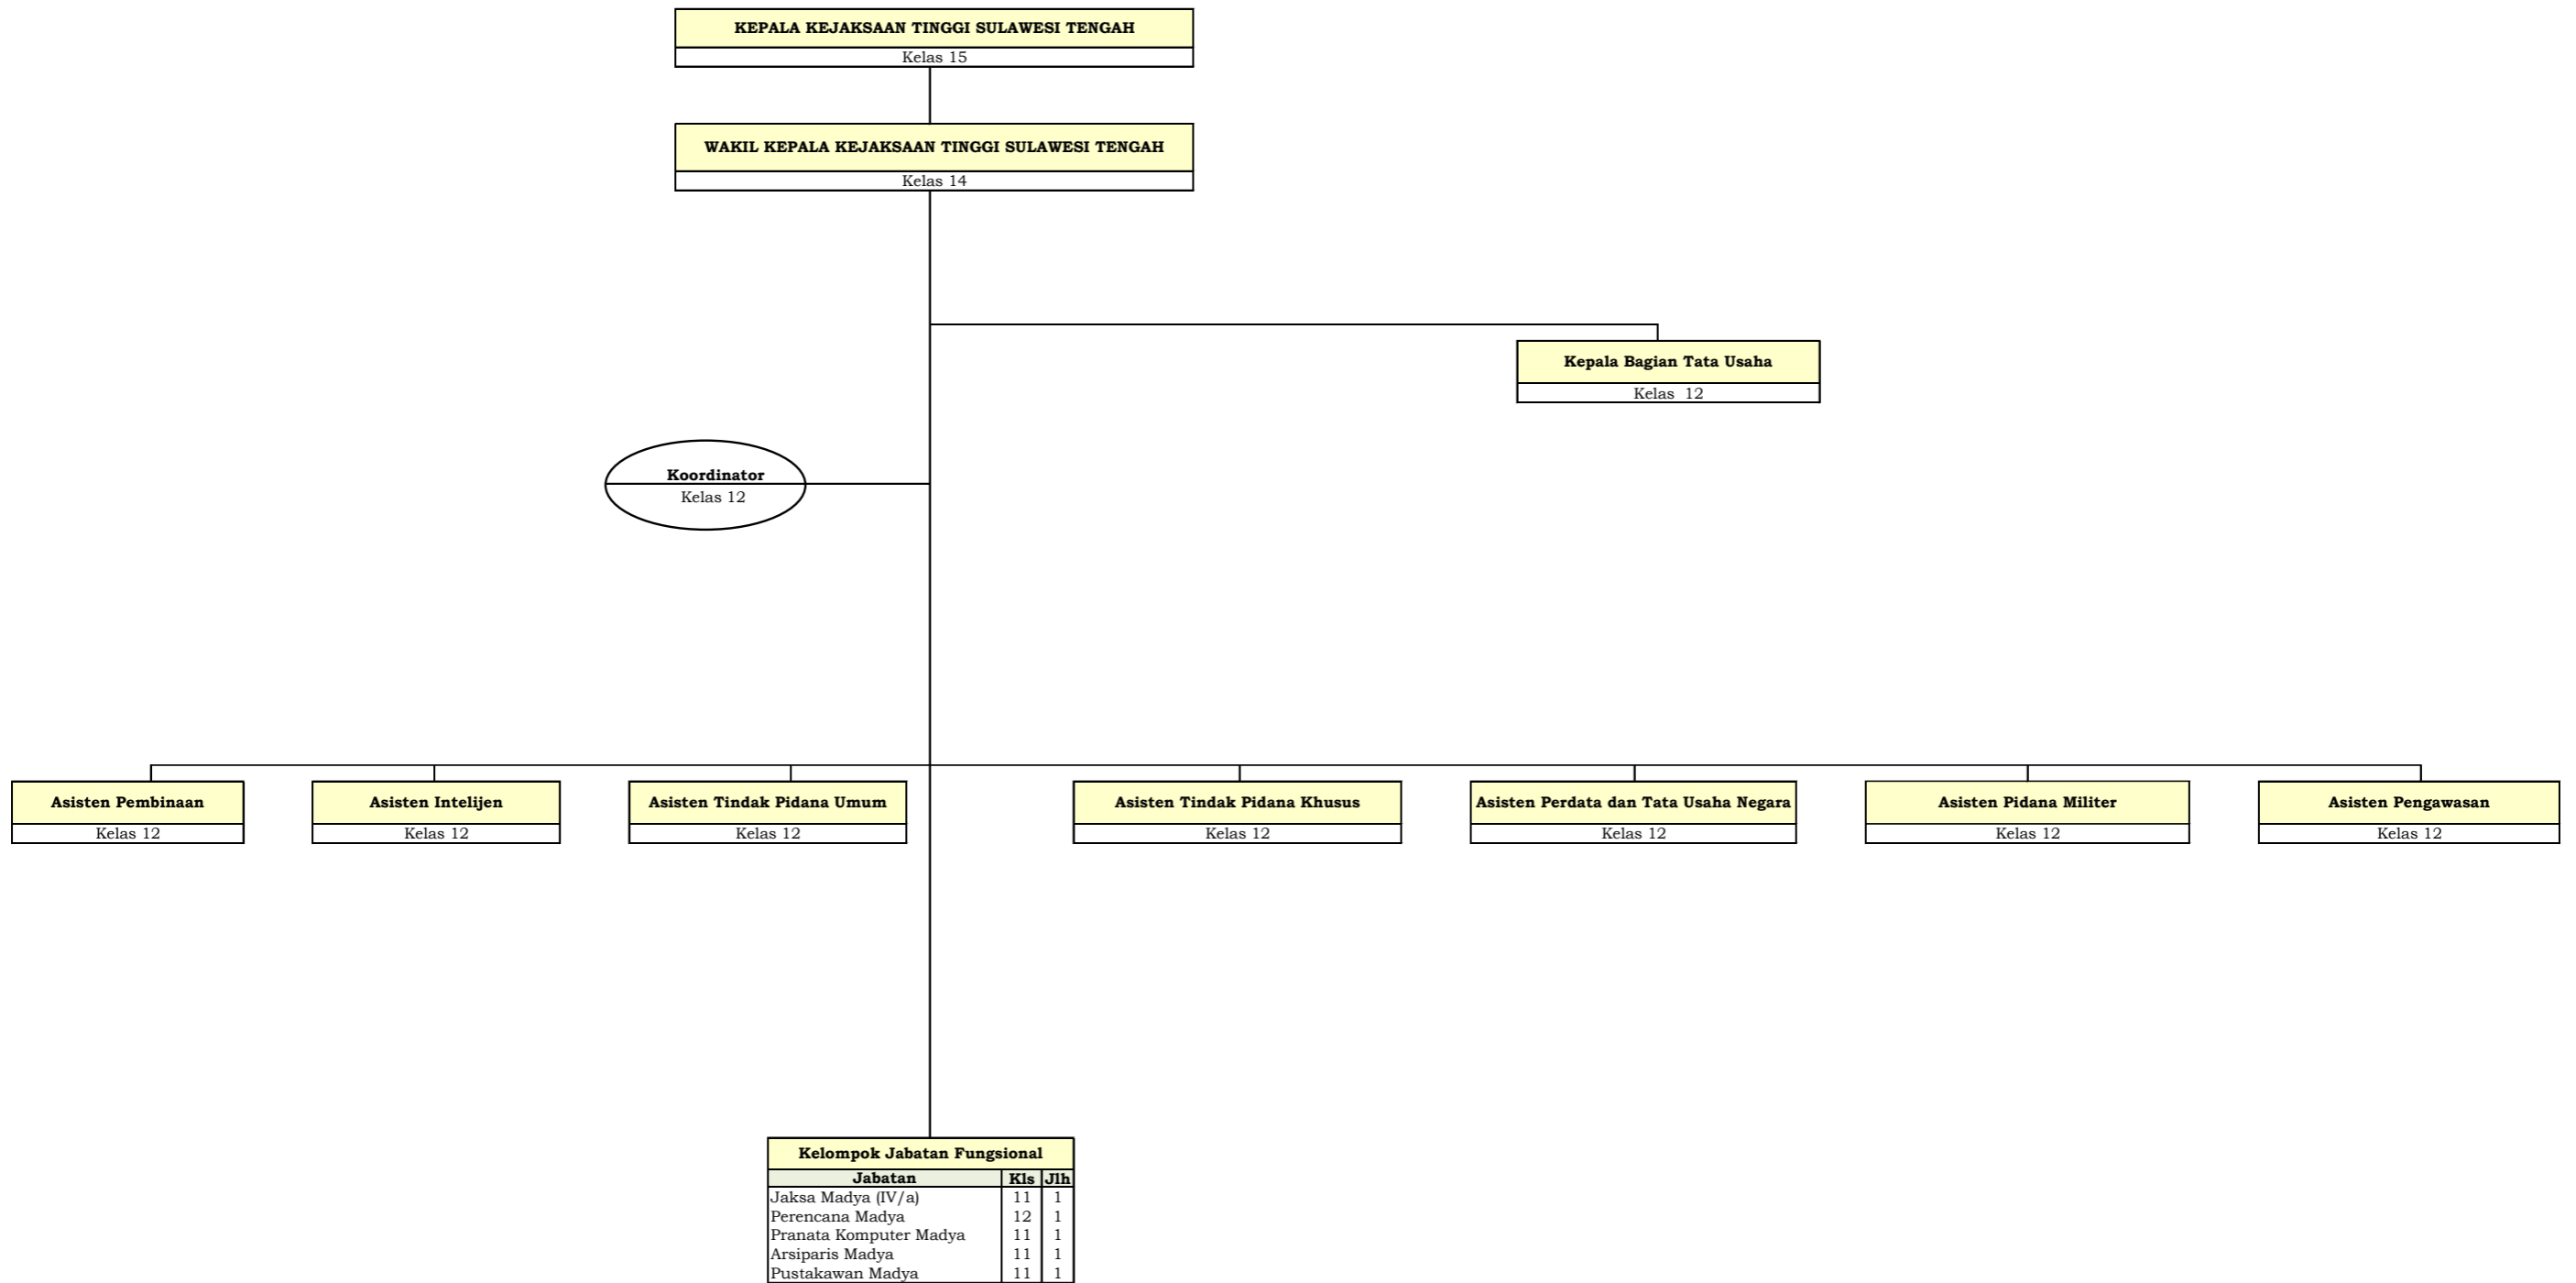 KEPALA KEJAKSAAN TINGGI SULAWESI TENGAH
Kelas 15
WAKIL KEPALA KEJAKSAAN TINGGI SULAWESI TENGAH
Kelas 14
Kepala Bagian Tata Usaha
Kelas 12
Koordinator
Kelas 12
Asisten Pembinaan
Kelas 12
Asisten Intelijen
Kelas 12
Asisten Tindak Pidana Umum
Kelas 12
Asisten Tindak Pidana Khusus
Kelas 12
Asisten Perdata dan Tata Usaha Negara
Kelas 12
Asisten Pidana Militer
Kelas 12
Asisten Pengawasan
Kelas 12
Kelompok Jabatan Fungsional
Jabatan Kls Jlh
Jaksa Madya (IV/a) 11 1
Perencana Madya 12 1
Pranata Komputer Madya 11 1
Arsiparis Madya 11 1
Pustakawan Madya 11 1